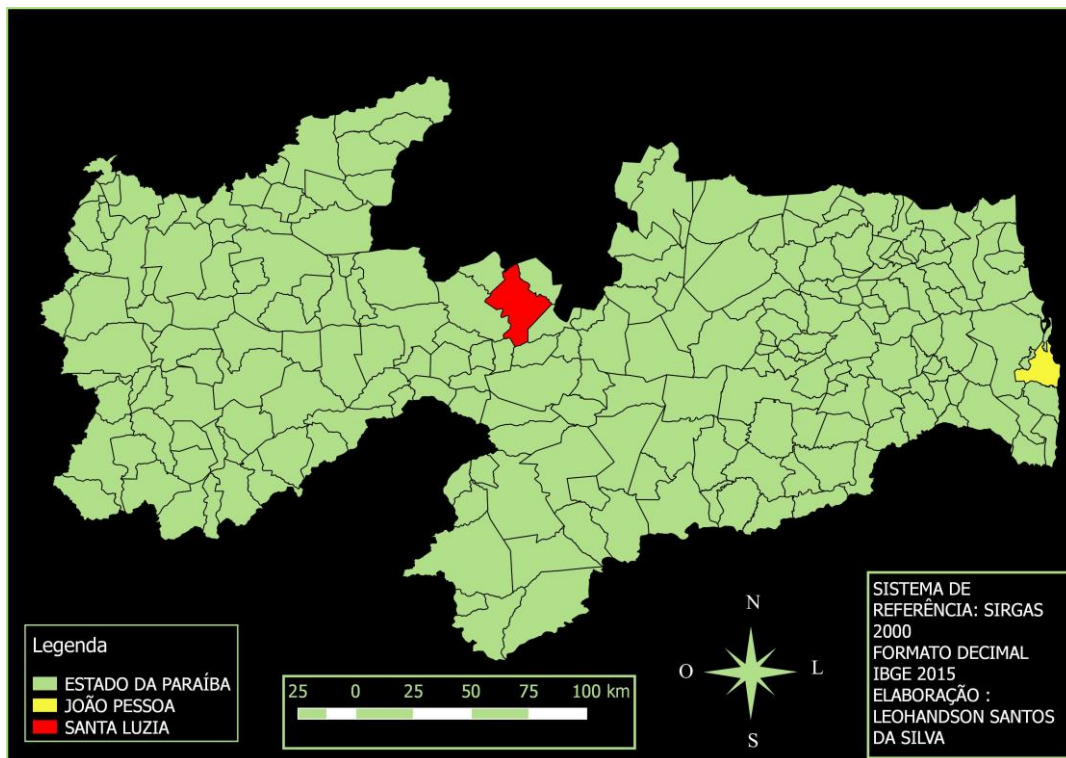 Legenda
ESTADO DA PARAÍBA
JOÃO PESSOA
SANTA LUZIA
25 0 25 50 75 100 km
N
O L
S
SISTEMA DE
REFERÊNCIA: SIRGAS
2000
FORMATO DECIMAL
IBGE 2015
ELABORAÇÃO :
LEOHANDSON SANTOS
DA SILVA